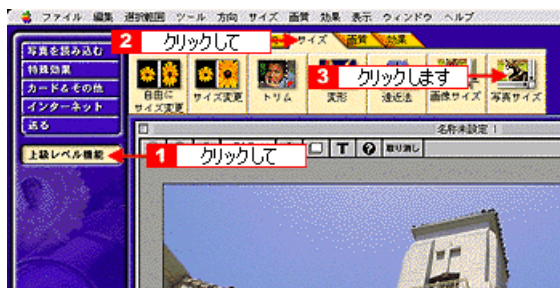 ファイル 編集 選択範囲 ツール 方向 サイズ 画質 効果 表示 ウィンドウ ヘルプ
写真を読み込む
特殊効果
カード&その他
インターネット
送る
上級レベル機能
2 クリックして
サイズ 画質 効果
3 クリックします
自由に
サイズ変更
サイズ変更
トリム
変形
遠近法
画像サイズ
写真サイズ
名称未設定 1
1 クリックして
T ? 取り消し